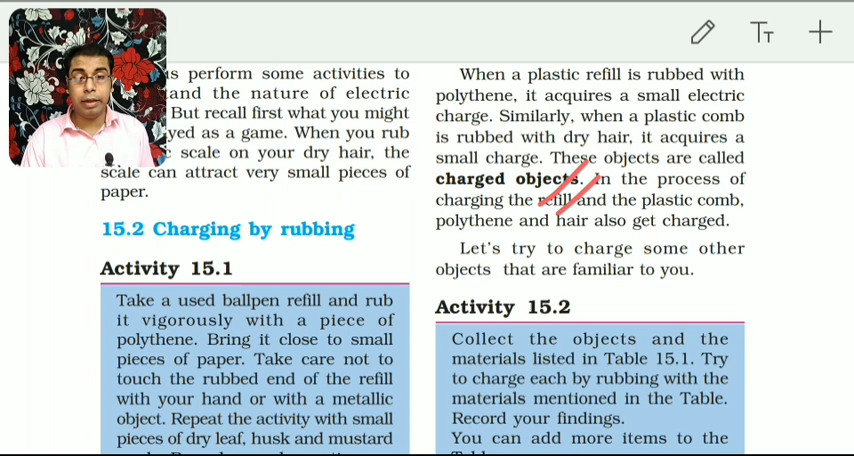 s perform some activities to
and the nature of electric
But recall first what you might
yed as a game. When you rub
c scale on your dry hair, the
scale can attract very small pieces of
paper.
15.2 Charging by rubbing
Activity 15.1
Take a used ballpen refill and rub
it vigorously with a piece of
polythene. Bring it close to small
pieces of paper. Take care not to
touch the rubbed end of the refill
with your hand or with a metallic
object. Repeat the activity with small
pieces of dry leaf, husk and mustard
When a plastic refill is rubbed with
polythene, it acquires a small electric
charge. Similarly, when a plastic comb
is rubbed with dry hair, it acquires a
small charge. These objects are called
charged objects. In the process of
charging the refill and the plastic comb,
polythene and hair also get charged.
Let's try to charge some other
objects that are familiar to you.
Activity 15.2
Collect the objects and the
materials listed in Table 15.1. Try
to charge each by rubbing with the
materials mentioned in the Table.
Record your findings.
You can add more items to the